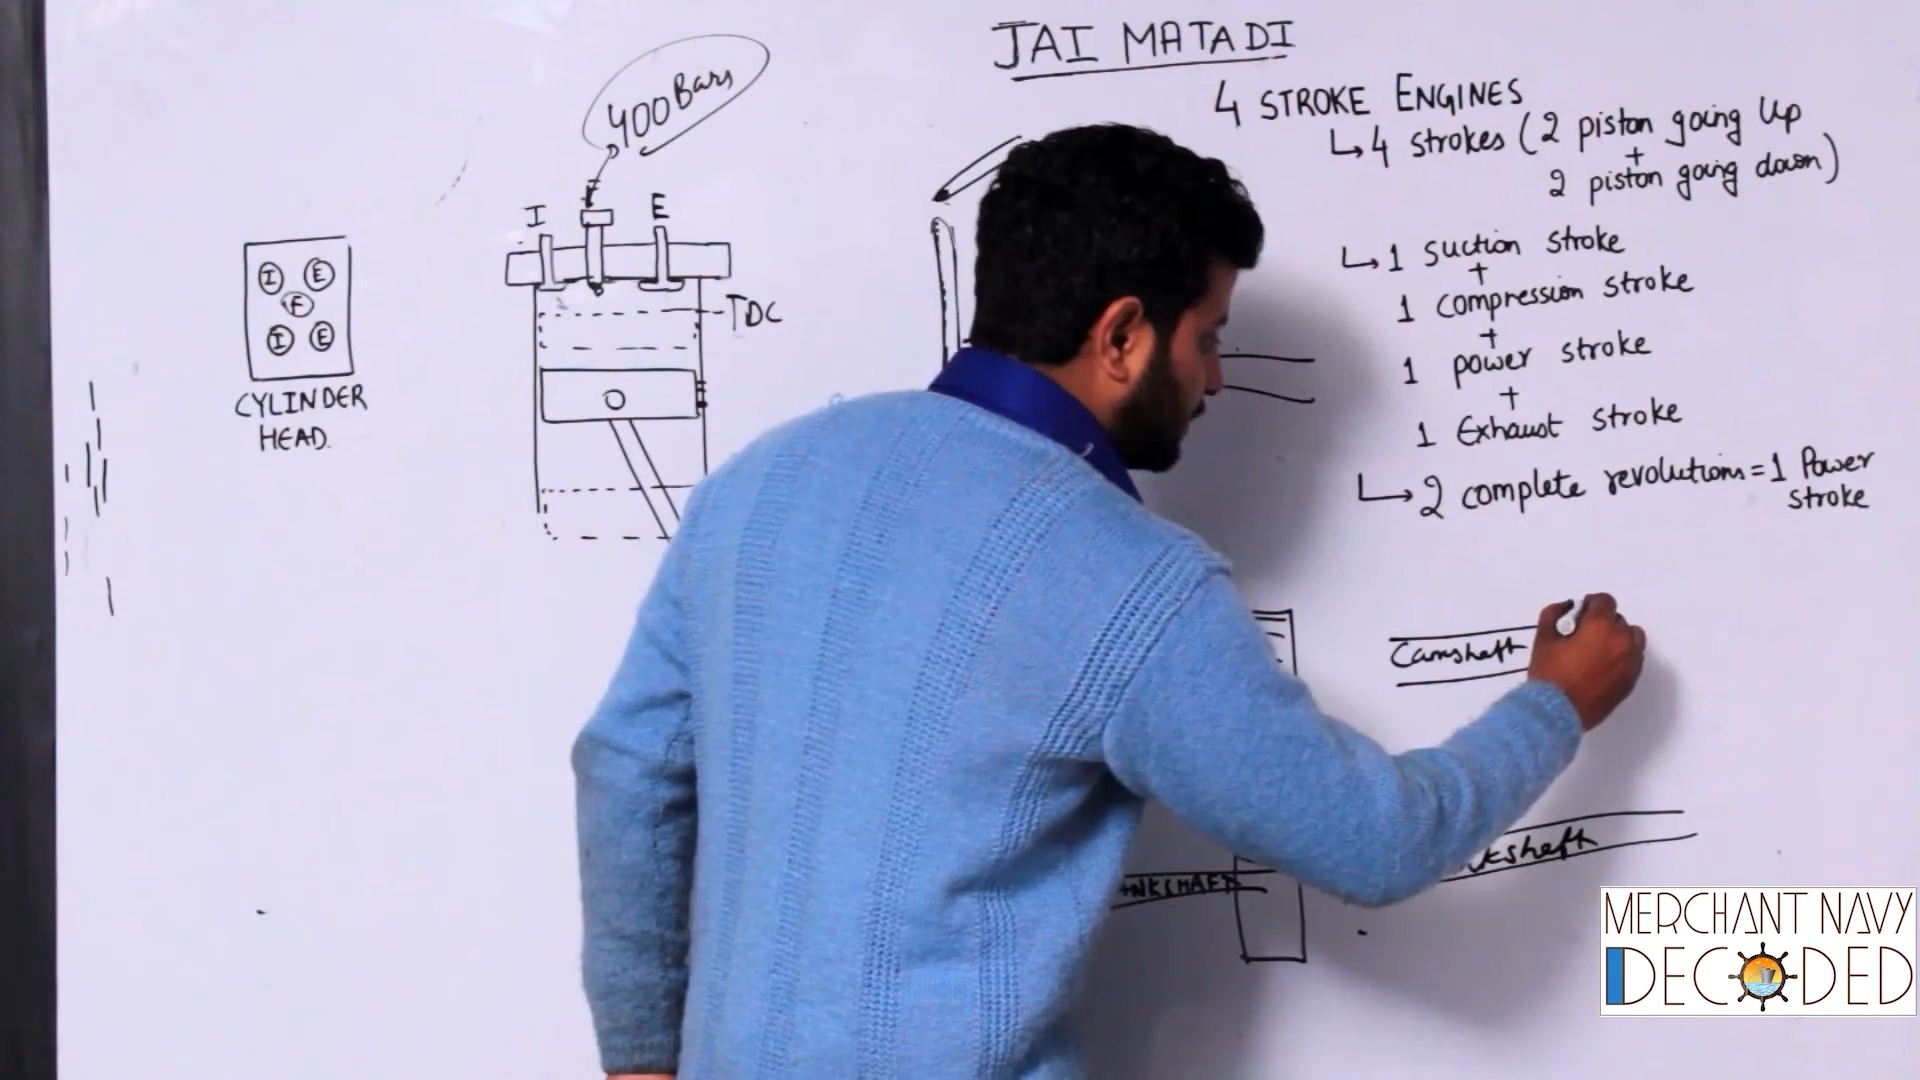 JAI MATADI
4 STROKE ENGINES
↳ 4 strokes (2 piston going Up
+
2 piston going down)
↳ 1 suction stroke
+
1 compression stroke
+
1 power stroke
+
1 Exhaust stroke
↳ 2 complete revolutions = 1 Power
stroke
400 Bars
I
F
E
TDC
I E
F
I E
CYLINDER
HEAD.
Camshaft
MERCHANT NAVY
DECODED